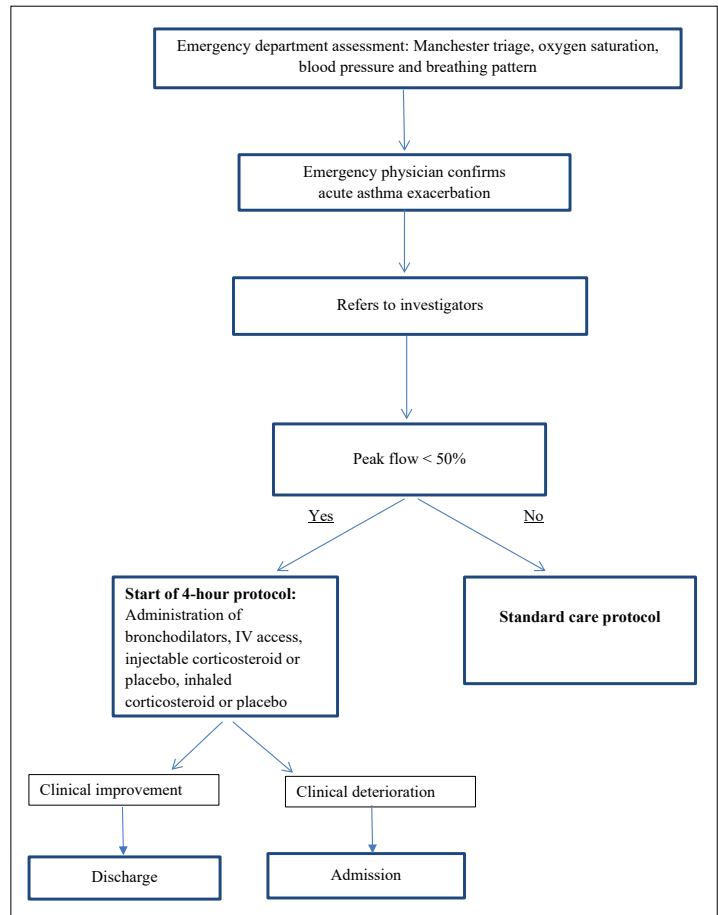 Emergency department assessment: Manchester triage, oxygen saturation,
blood pressure and breathing pattern
Emergency physician confirms
acute asthma exacerbation
Refers to investigators
Peak flow < 50%
Yes
No
Start of 4-hour protocol:
Administration of
bronchodilators, IV access,
injectable corticosteroid or
placebo, inhaled
corticosteroid or placebo
Standard care protocol
Clinical improvement
Clinical deterioration
Discharge
Admission